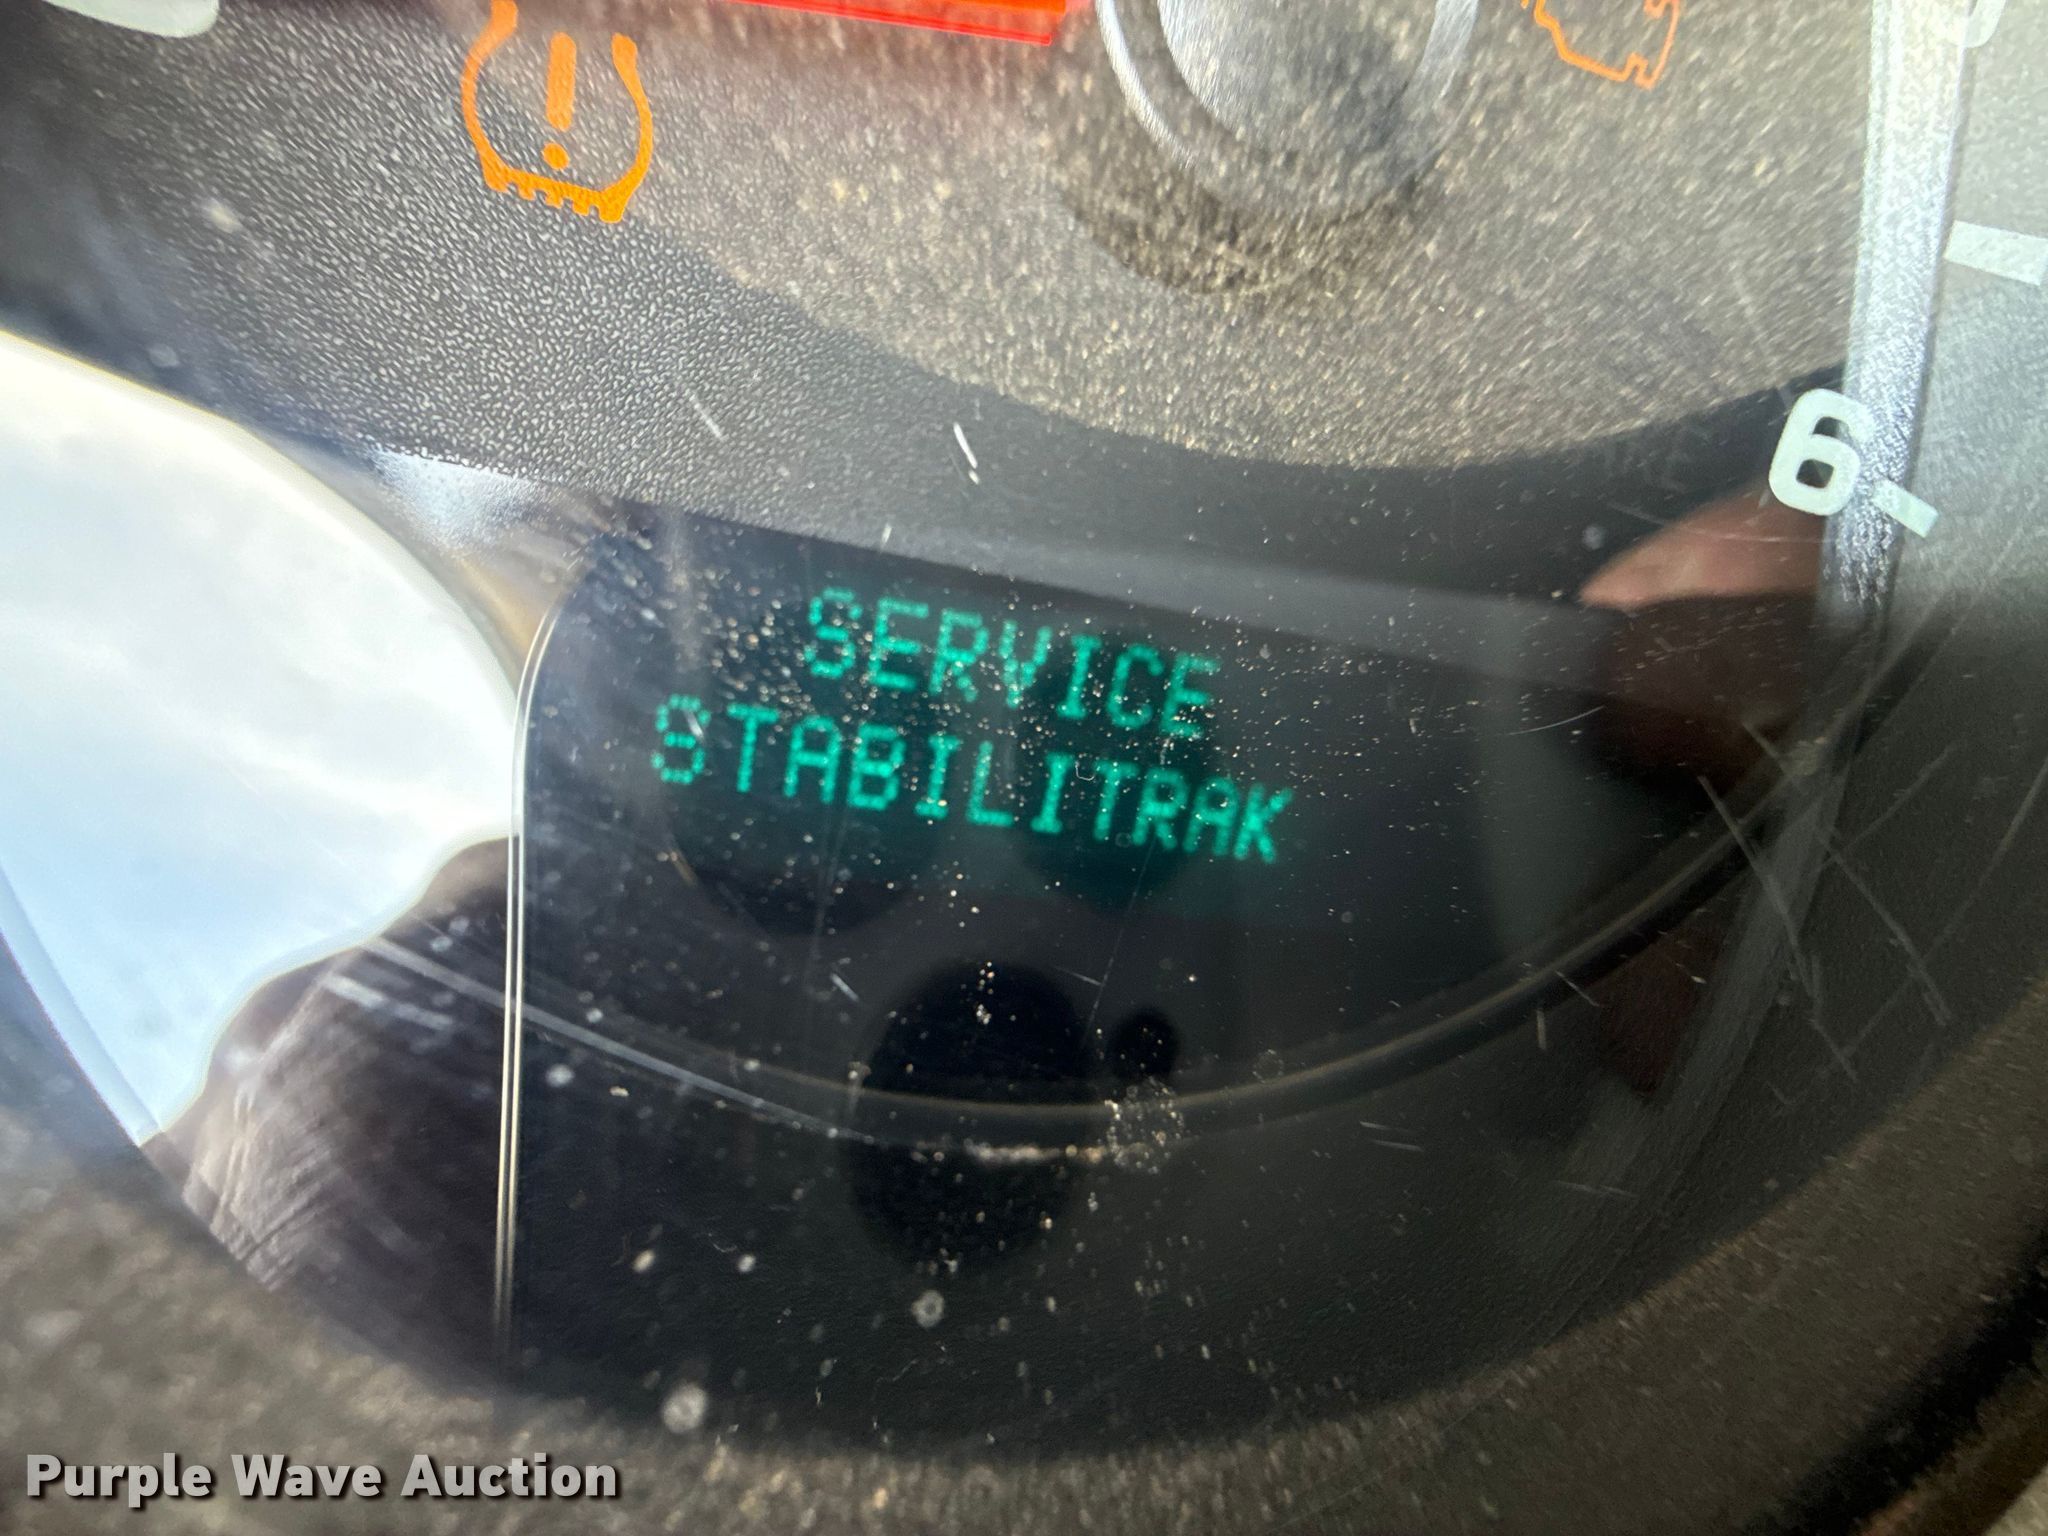 6
SERVICE
STABILITRAK
Purple Wave Auction